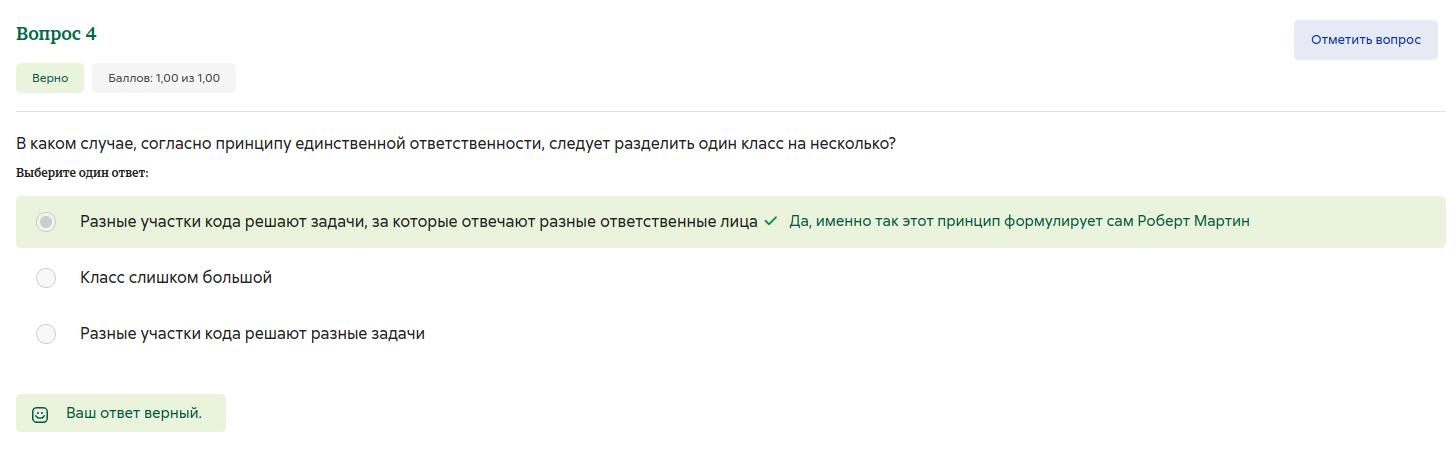 Вопрос 4
Отметить вопрос
Верно
Баллов: 1,00 из 1,00
В каком случае, согласно принципу единственной ответственности, следует разделить один класс на несколько?
Выберите один ответ:
Разные участки кода решают задачи, за которые отвечают разные ответственные лица ✓ Да, именно так этот принцип формулирует сам Роберт Мартин
Класс слишком большой
Разные участки кода решают разные задачи
Ваш ответ верный.